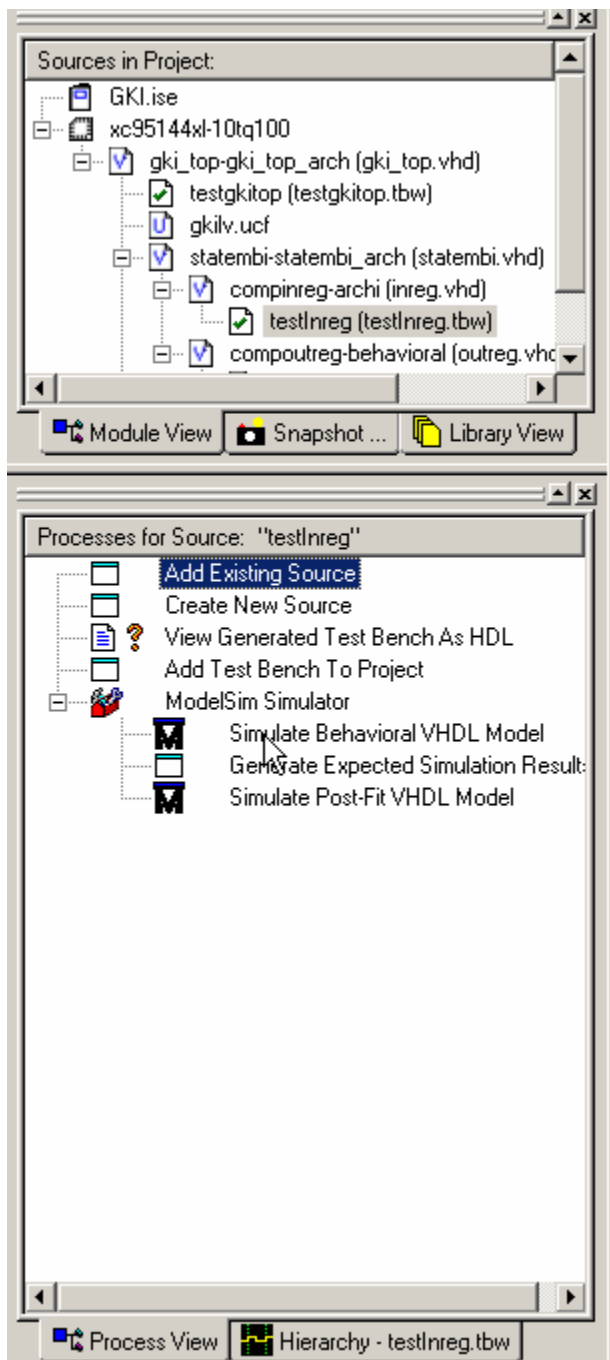 Sources in Project:
GKI.ise
xc95144xl-10tq100
gki_top-gki_top_arch (gki_top.vhd)
testgkitop (testgkitop.tbw)
gkilv.ucf
statembi-statembi_arch (statembi.vhd)
compinreg-archi (inreg.vhd)
testInreg (testInreg.tbw)
compoutreg-behavioral (outreg.vhd
Module View Snapshot ... Library View
Processes for Source: "testInreg"
Add Existing Source
Create New Source
View Generated Test Bench As HDL
Add Test Bench To Project
ModelSim Simulator
Simulate Behavioral VHDL Model
Generate Expected Simulation Results
Simulate Post-Fit VHDL Model
Process View Hierarchy - testInreg.tbw